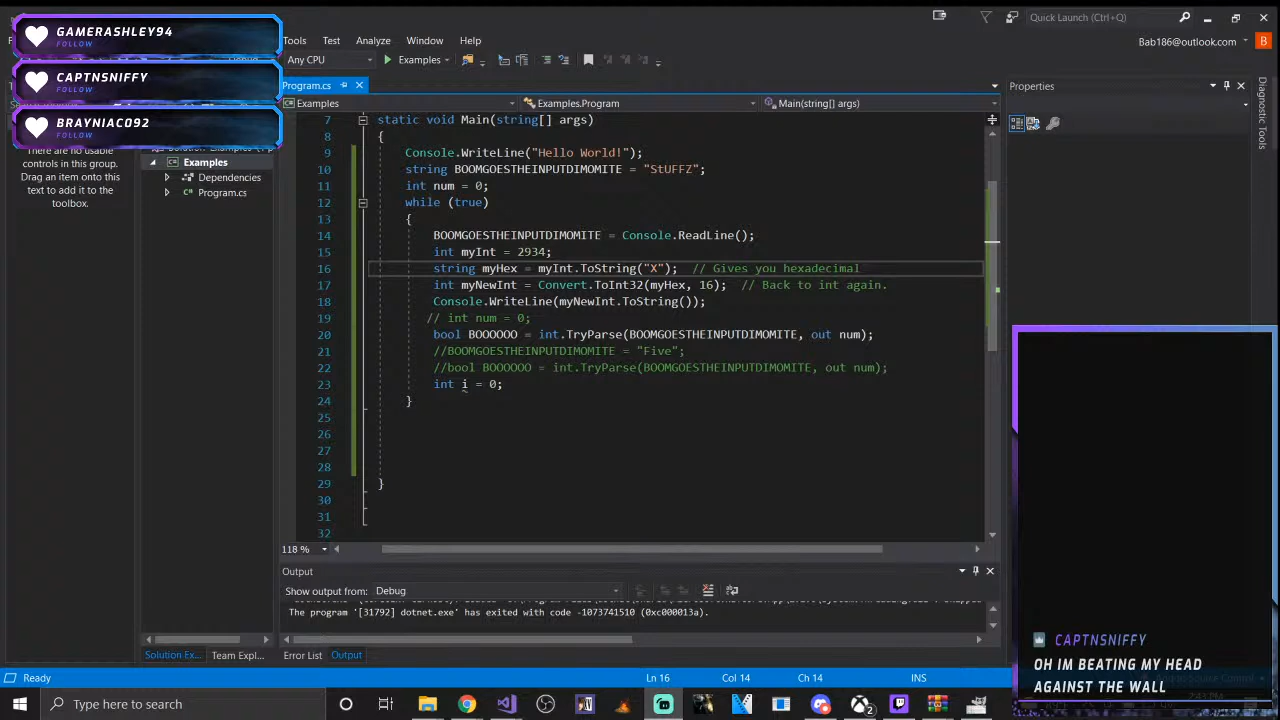 GAMERASHLEY94
FOLLOW
CAPTNSNIFFY
FOLLOW
BRAYNIAC092
FOLLOW
Quick Launch (Ctrl+Q)
Tools Test Analyze Window Help
Bab186@outlook.com B
Any CPU Examples
Program.cs
Properties
Diagnostic Tools
Examples Examples.Program Main(string[] args)
There are no usable
controls in this group.
Drag an item onto this
text to add it to the
toolbox.
Examples
Dependencies
Program.cs
7 static void Main(string[] args)
8 {
9 Console.WriteLine("Hello World!");
10 string BOOMGOESTHEINPUTDIMOMITE = "StUFFZ";
11 int num = 0;
12 while (true)
13 {
14 BOOMGOESTHEINPUTDIMOMITE = Console.ReadLine();
15 int myInt = 2934;
16 string myHex = myInt.ToString("X"); // Gives you hexadecimal
17 int myNewInt = Convert.ToInt32(myHex, 16); // Back to int again.
18 Console.WriteLine(myNewInt.ToString());
19 // int num = 0;
20 bool BOOOOOO = int.TryParse(BOOMGOESTHEINPUTDIMOMITE, out num);
21 //BOOMGOESTHEINPUTDIMOMITE = "Five";
22 //bool BOOOOOO = int.TryParse(BOOMGOESTHEINPUTDIMOMITE, out num);
23 int i = 0;
24 }
25
26
27
28
29 }
30
31
32
118 %
Output
Show output from: Debug
The program '[31792] dotnet.exe' has exited with code -1073741510 (0xc000013a).
Solution Ex... Team Expl...
Error List Output
CAPTNSNIFFY
OH IM BEATING MY HEAD
AGAINST THE WALL
Ready
Ln 16 Col 14 Ch 14 INS
Type here to search